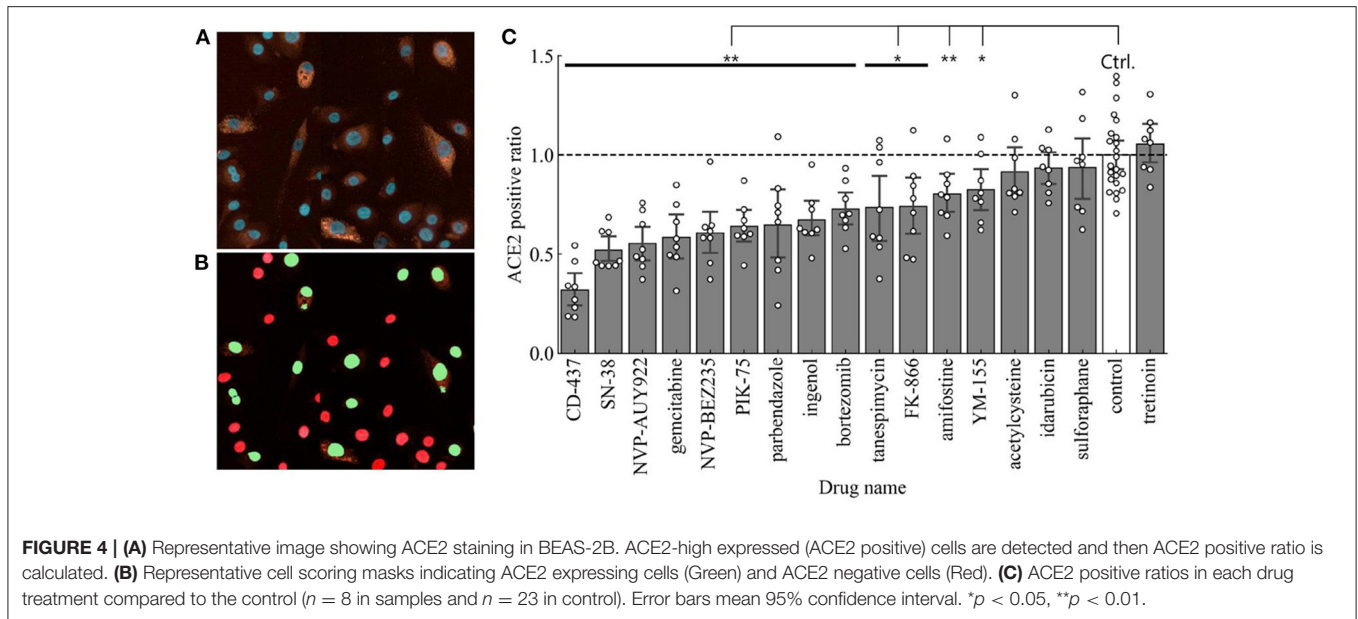 A
B
C
Ctrl.
** * ** *
1.5
1.0
0.5
0.0
ACE2 positive ratio
CD-437
SN-38
NVP-AUY922
gemcitabine
NVP-BEZ235
PIK-75
parbendazole
ingenol
bortezomib
tanespimycin
FK-866
amifostine
YM-155
acetylcysteine
idarubicin
sulforaphane
control
tretinoin
Drug name
FIGURE 4 | (A) Representative image showing ACE2 staining in BEAS-2B. ACE2-high expressed (ACE2 positive) cells are detected and then ACE2 positive ratio is
calculated. (B) Representative cell scoring masks indicating ACE2 expressing cells (Green) and ACE2 negative cells (Red). (C) ACE2 positive ratios in each drug
treatment compared to the control (n = 8 in samples and n = 23 in control). Error bars mean 95% confidence interval. *p < 0.05, **p < 0.01.